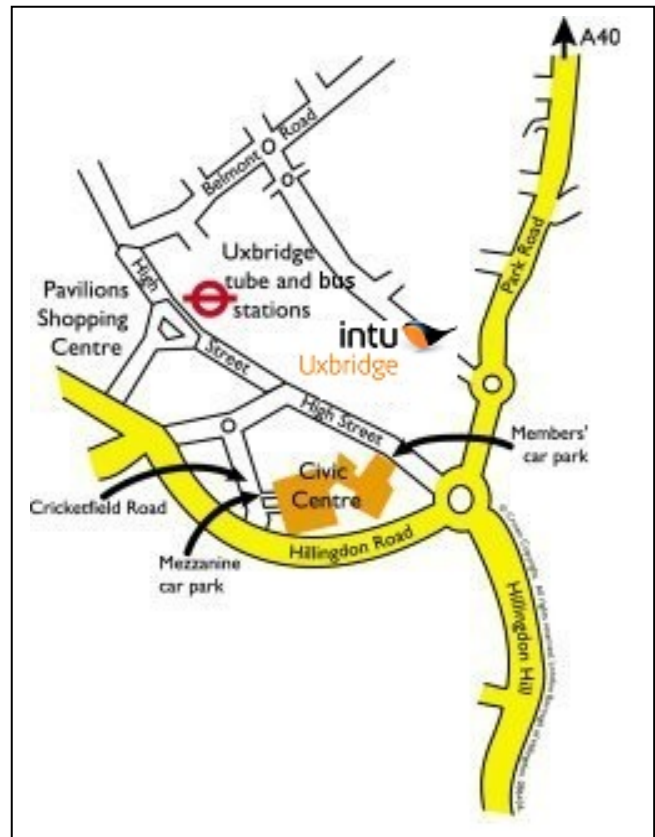 A40
Belmont Road
Park Road
High Street
Uxbridge
tube and bus
stations
Pavilions
Shopping
Centre
intu
Uxbridge
High Street
Members'
car park
Civic
Centre
Cricketfield Road
Hillingdon Road
Mezzanine
car park
Hillingdon Hill